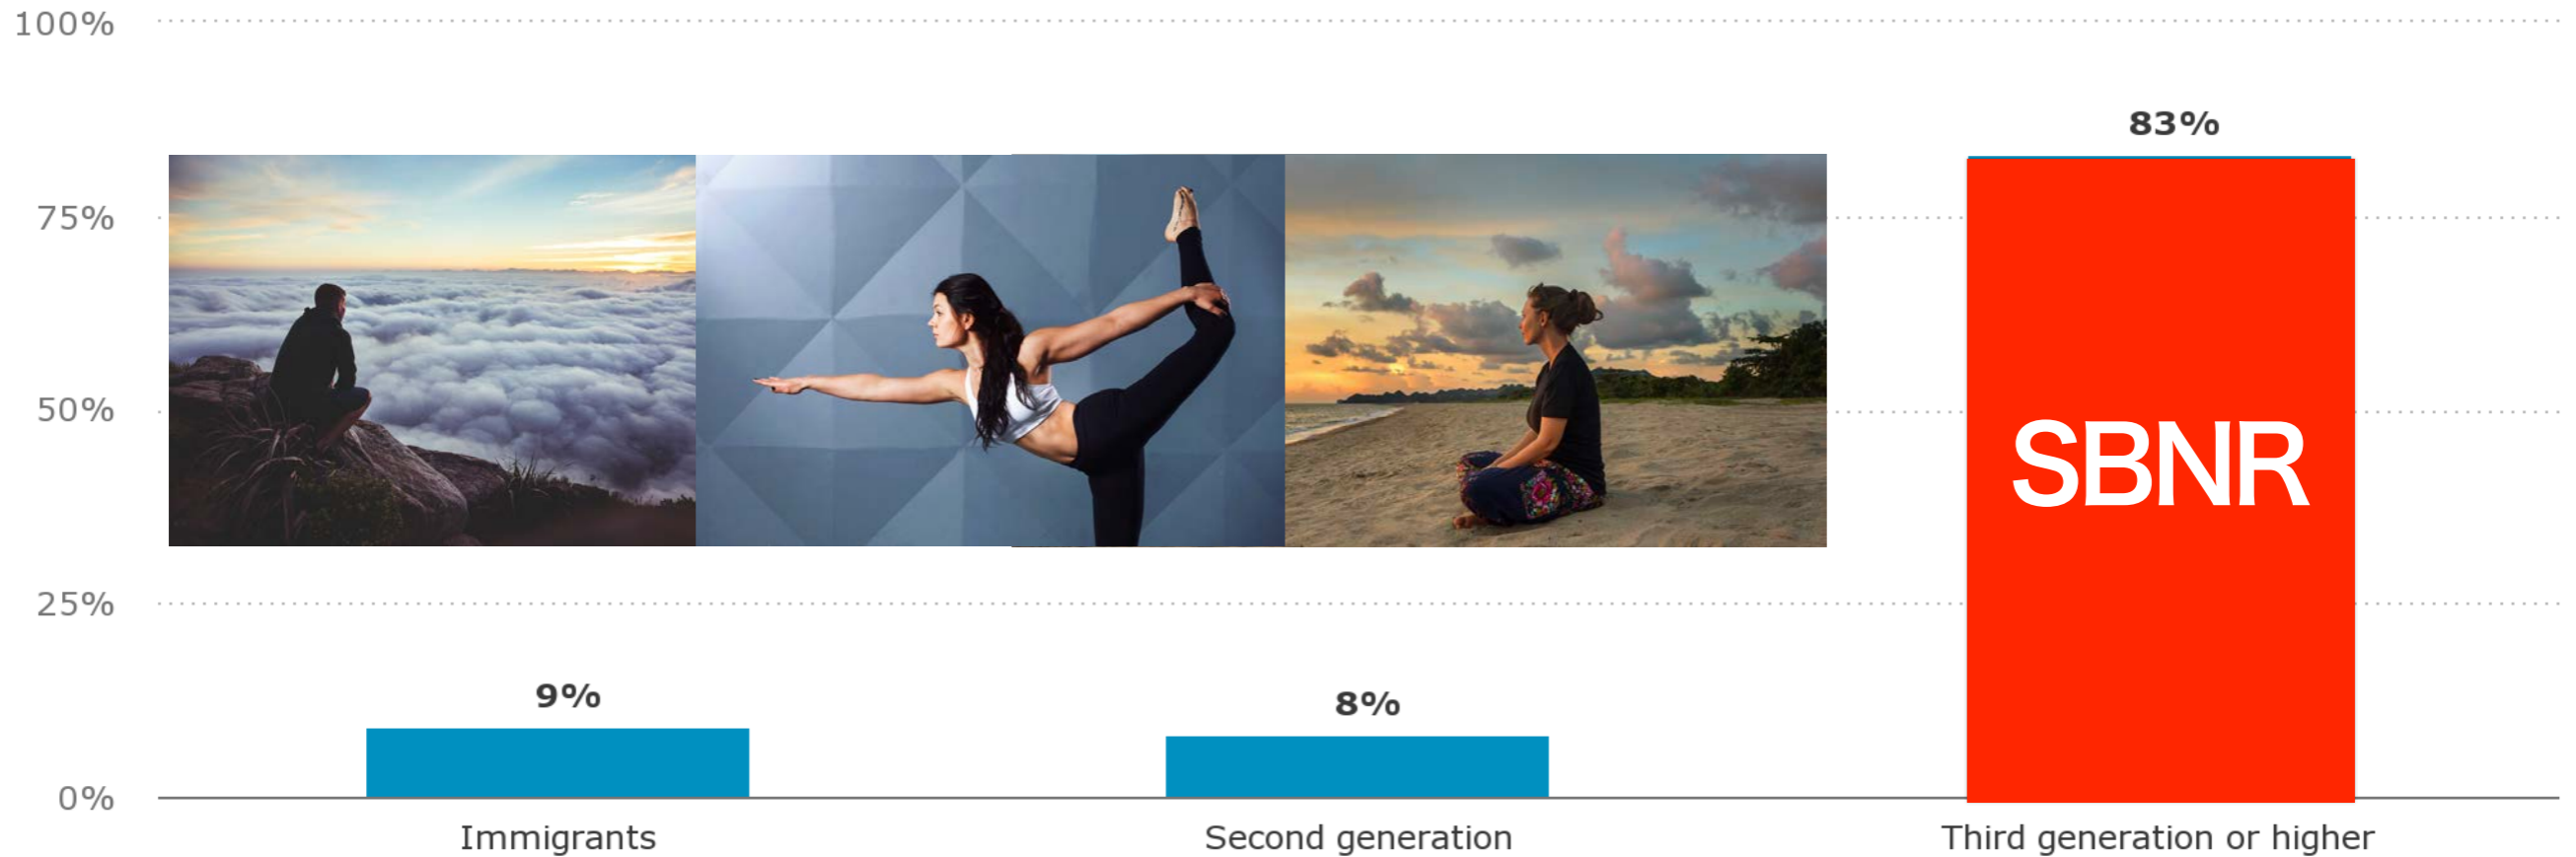 100%
83%
75%
50%
SBNR
25%
9%
8%
0%
Immigrants
Second generation
Third generation or higher